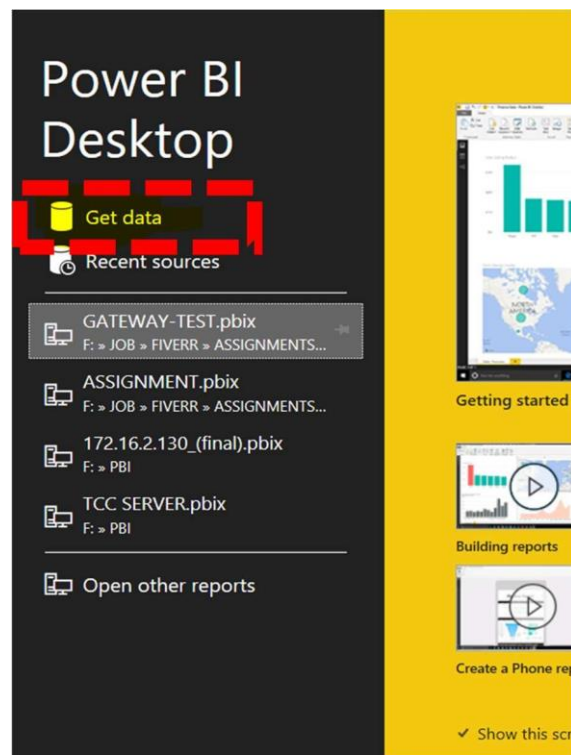 Power BI
Desktop
Get data
Recent sources
GATEWAY-TEST.pbix
F: » JOB » FIVERR » ASSIGNMENTS...
ASSIGNMENT.pbix
F: » JOB » FIVERR » ASSIGNMENTS...
172.16.2.130_(final).pbix
F: » PBI
TCC SERVER.pbix
F: » PBI
Open other reports
NORTH
AMERICA
Getting started
Building reports
Create a Phone rep
Show this scr